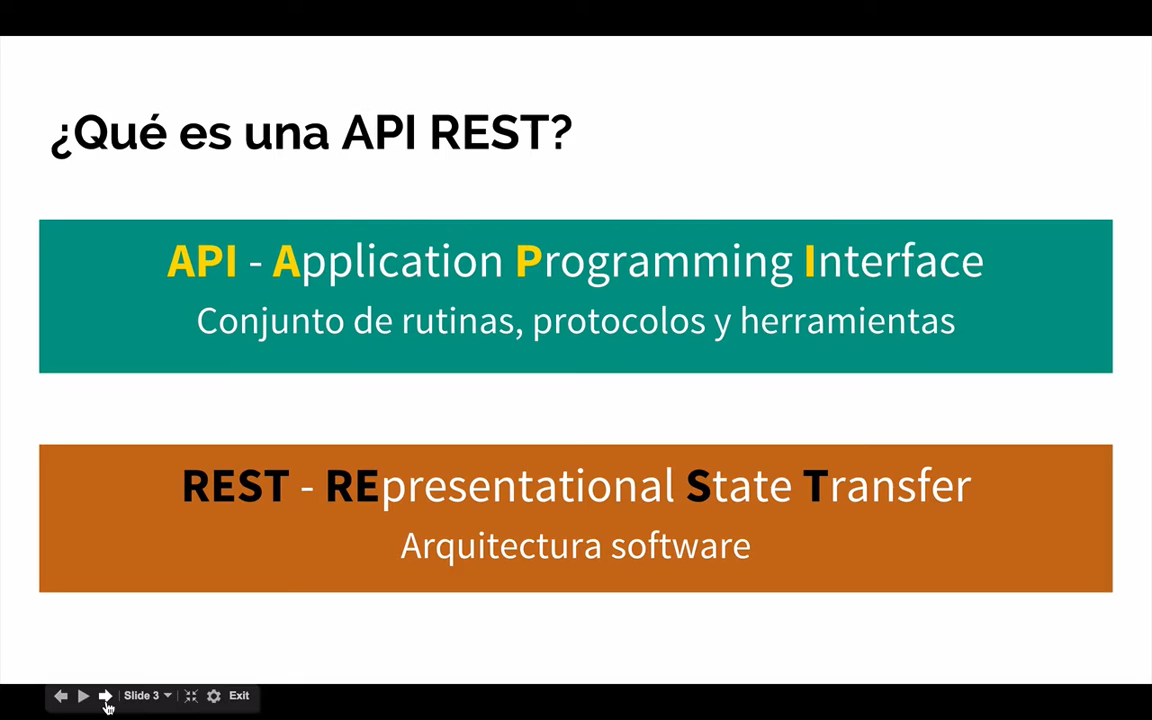 ¿Qué es una API REST?
API - Application Programming Interface
Conjunto de rutinas, protocolos y herramientas
REST - REpresentational State Transfer
Arquitectura software
Slide 3
Exit